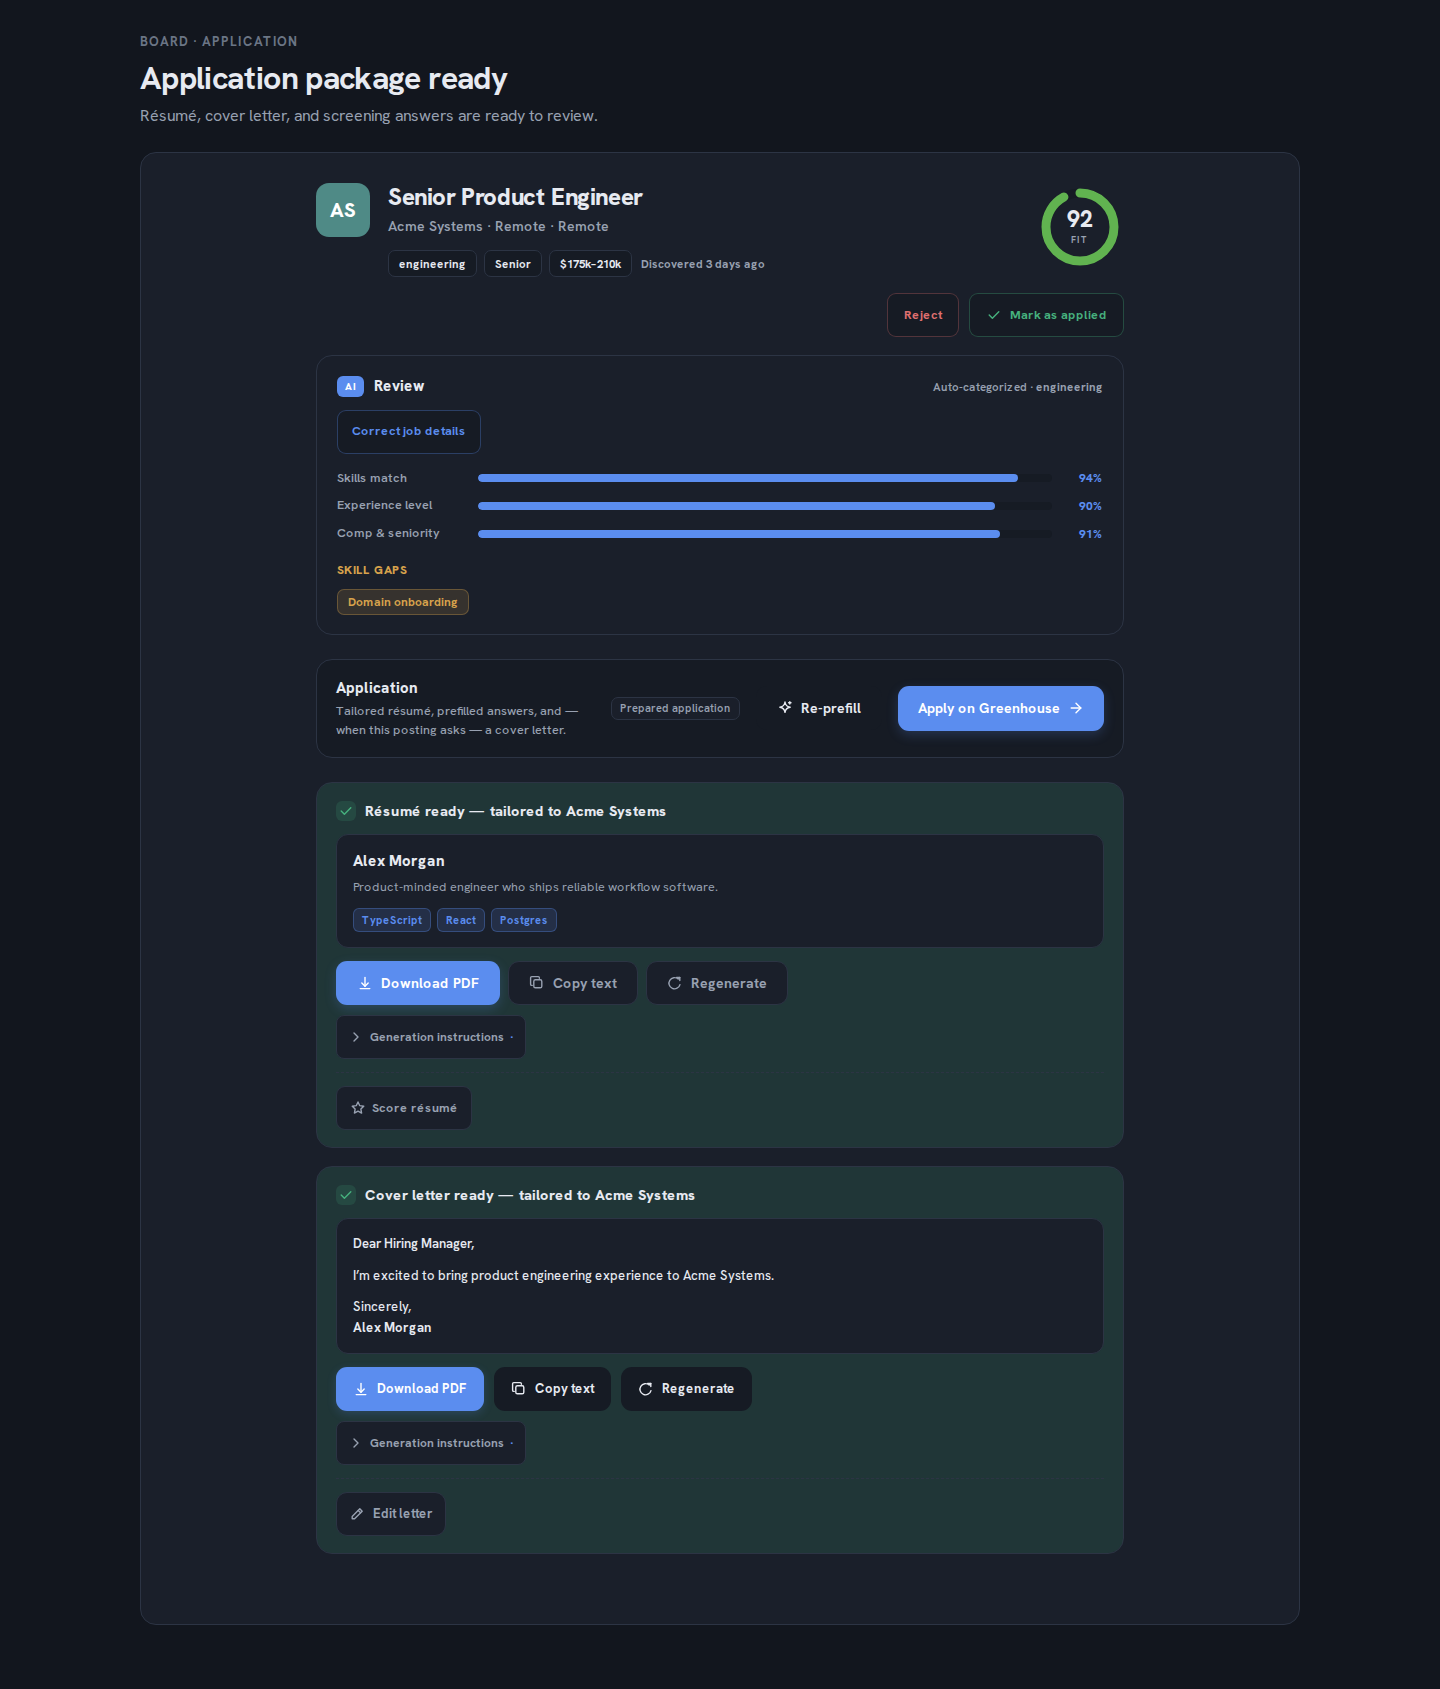 BOARD · APPLICATION
Application package ready
Résumé, cover letter, and screening answers are ready to review.
AS
Senior Product Engineer
Acme Systems · Remote · Remote
engineering
Senior
$175k–210k
Discovered 3 days ago
92
FIT
Reject
Mark as applied
AI
Review
Auto-categorized · engineering
Correct job details
Skills match
94%
Experience level
90%
Comp & seniority
91%
SKILL GAPS
Domain onboarding
Application
Tailored résumé, prefilled answers, and —
when this posting asks — a cover letter.
Prepared application
Re-prefill
Apply on Greenhouse
Résumé ready — tailored to Acme Systems
Alex Morgan
Product-minded engineer who ships reliable workflow software.
TypeScript
React
Postgres
Download PDF
Copy text
Regenerate
Generation instructions ·
Score résumé
Cover letter ready — tailored to Acme Systems
Dear Hiring Manager,
I’m excited to bring product engineering experience to Acme Systems.
Sincerely,
Alex Morgan
Download PDF
Copy text
Regenerate
Generation instructions ·
Edit letter